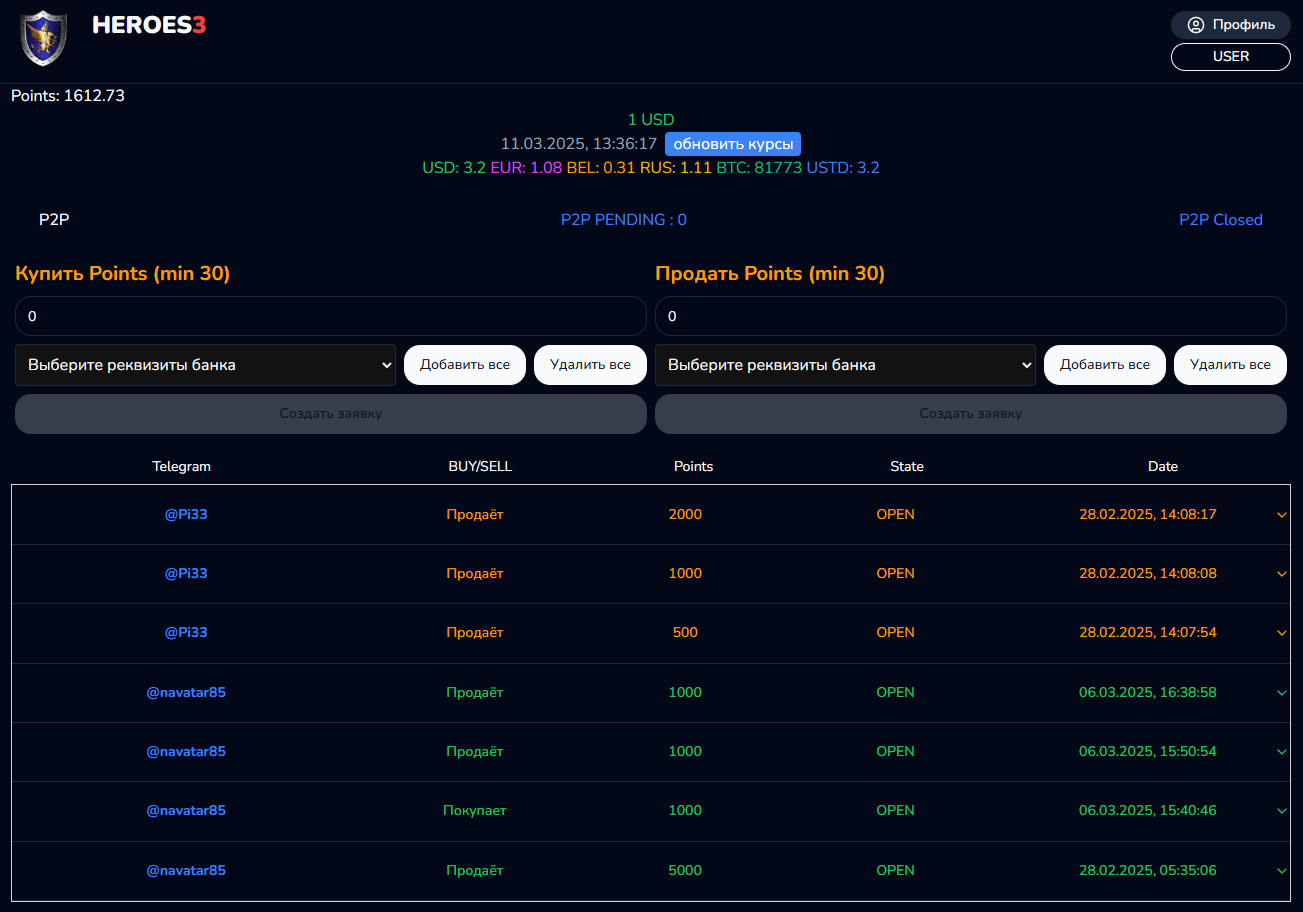 HEROES3
Профиль
USER
Points: 1612.73
1 USD
11.03.2025, 13:36:17 обновить курсы
USD: 3.2 EUR: 1.08 BEL: 0.31 RUS: 1.11 BTC: 81773 USTD: 3.2
P2P P2P PENDING : 0 P2P Closed
Купить Points (min 30) Продать Points (min 30)
0 0
Выберите реквизиты банка Добавить все Удалить все Выберите реквизиты банка Добавить все Удалить все
Создать заявку Создать заявку
Telegram BUY/SELL Points State Date
@Pi33 Продаёт 2000 OPEN 28.02.2025, 14:08:17
@Pi33 Продаёт 1000 OPEN 28.02.2025, 14:08:08
@Pi33 Продаёт 500 OPEN 28.02.2025, 14:07:54
@navatar85 Продаёт 1000 OPEN 06.03.2025, 16:38:58
@navatar85 Продаёт 1000 OPEN 06.03.2025, 15:50:54
@navatar85 Покупает 1000 OPEN 06.03.2025, 15:40:46
@navatar85 Продаёт 5000 OPEN 28.02.2025, 05:35:06